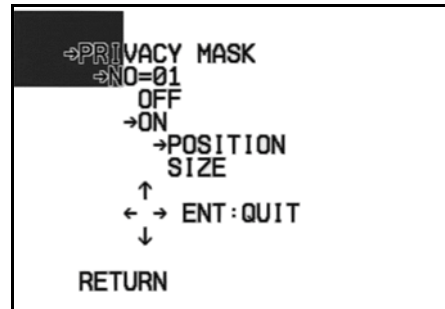 →PRIVACY MASK
→NO=01
OFF
→ON
→POSITION
SIZE
↑
← → ENT:QUIT
↓
RETURN